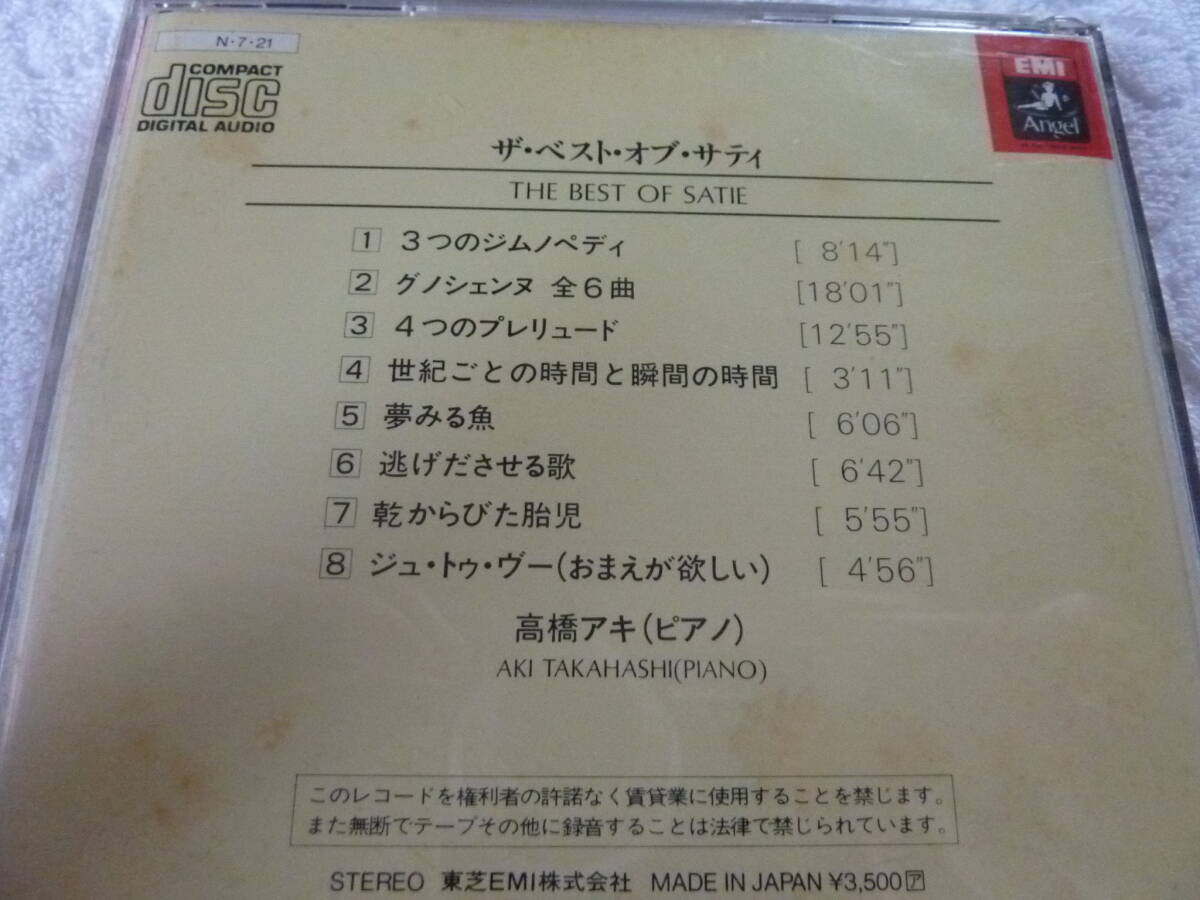 N・7・21
COMPACT
disc
DIGITAL AUDIO
EMI
Angel
ザ・ベスト・オブ・サティ
THE BEST OF SATIE
1 3つのジムノペディ [ 8'14"]
2 グノシェンヌ 全6曲 [18'01"]
3 4つのプレリュード [12'55"]
4 世紀ごとの時間と瞬間の時間 [ 3'11"]
5 夢みる魚 [ 6'06"]
6 逃げださせる歌 [ 6'42"]
7 乾からびた胎児 [ 5'55"]
8 ジュ・トゥ・ヴー(おまえが欲しい) [ 4'56"]
高橋アキ(ピアノ)
AKI TAKAHASHI(PIANO)
このレコードを権利者の許諾なく賃貸業に使用することを禁じます。
また無断でテープその他に録音することは法律で禁じられています。
STEREO 東芝EMI株式会社 MADE IN JAPAN ¥3,500 ア